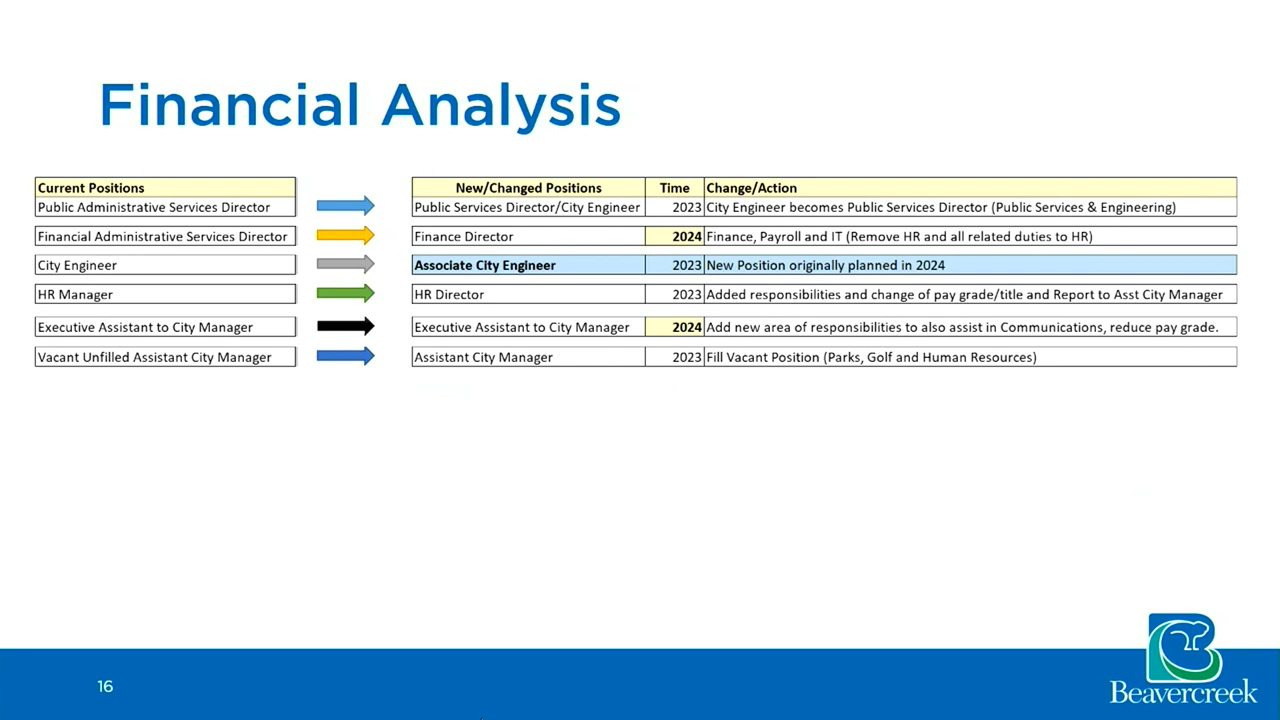 Financial Analysis
Current Positions New/Changed Positions Time Change/Action
Public Administrative Services Director Public Services Director/City Engineer 2023 City Engineer becomes Public Services Director (Public Services & Engineering)
Financial Administrative Services Director Finance Director 2024 Finance, Payroll and IT (Remove HR and all related duties to HR)
City Engineer Associate City Engineer 2023 New Position originally planned in 2024
HR Manager HR Director 2023 Added responsibilities and change of pay grade/title and Report to Asst City Manager
Executive Assistant to City Manager Executive Assistant to City Manager 2024 Add new area of responsibilities to also assist in Communications, reduce pay grade.
Vacant Unfilled Assistant City Manager Assistant City Manager 2023 Fill Vacant Position (Parks, Golf and Human Resources)
16
Beavercreek